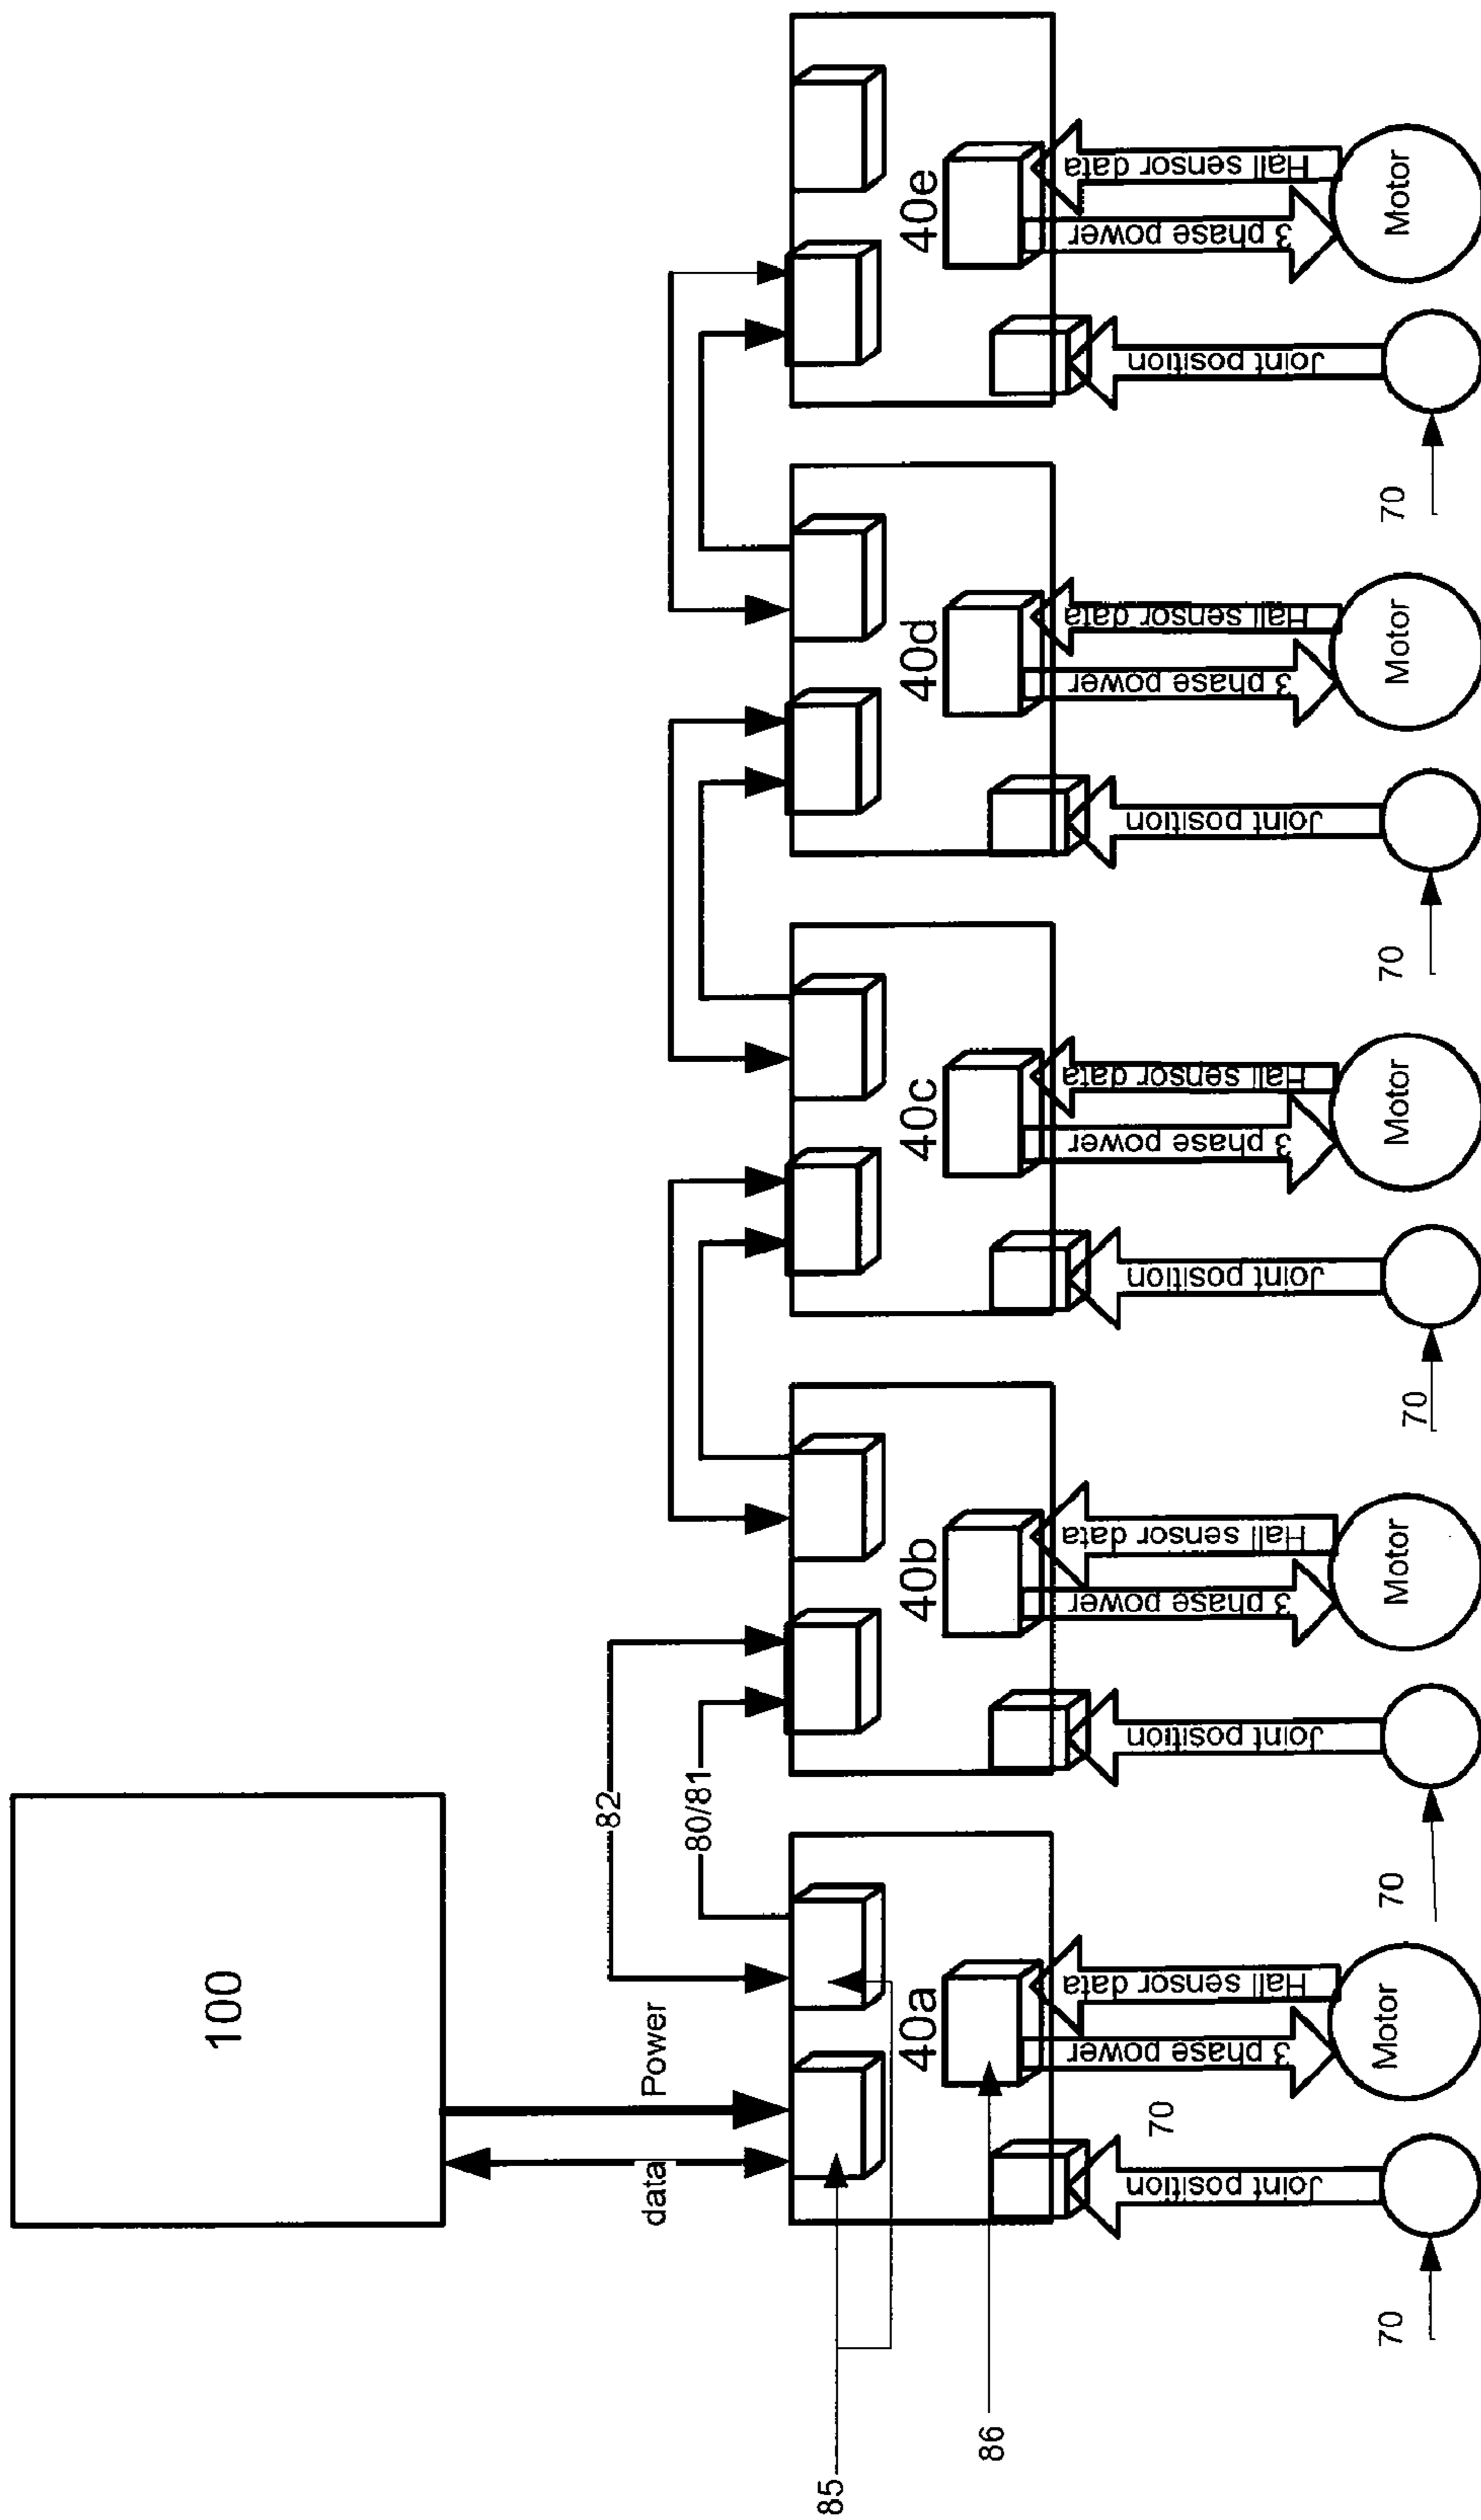 100
data
Power
82
80/81
85
86
40a
40b
40c
40d
40e
Joint position
70
3 phase power
Hall sensor data
Joint position
3 phase power
Hall sensor data
Joint position
3 phase power
Hall sensor data
Joint position
3 phase power
Hall sensor data
Joint position
3 phase power
Hall sensor data
70
Motor
70
Motor
70
Motor
70
Motor
70
Motor